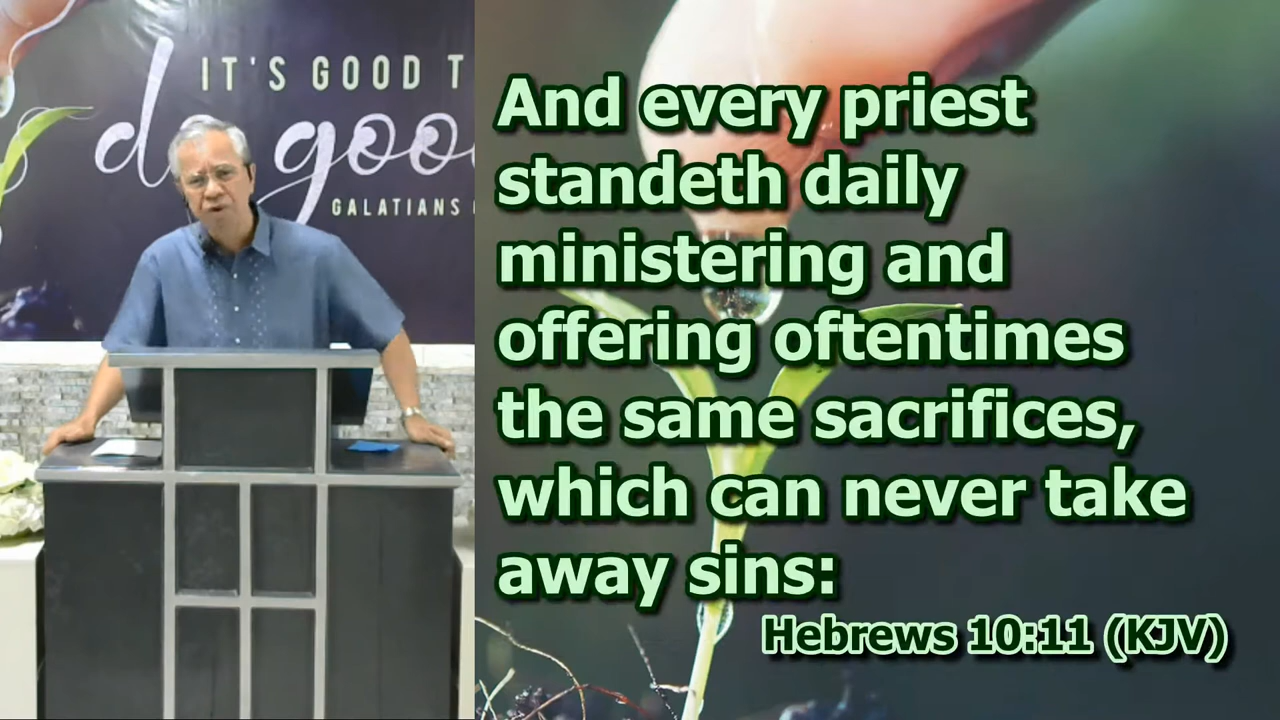 IT'S GOOD T
do goo
GALATIANS
And every priest
standeth daily
ministering and
offering oftentimes
the same sacrifices,
which can never take
away sins:
Hebrews 10:11 (KJV)